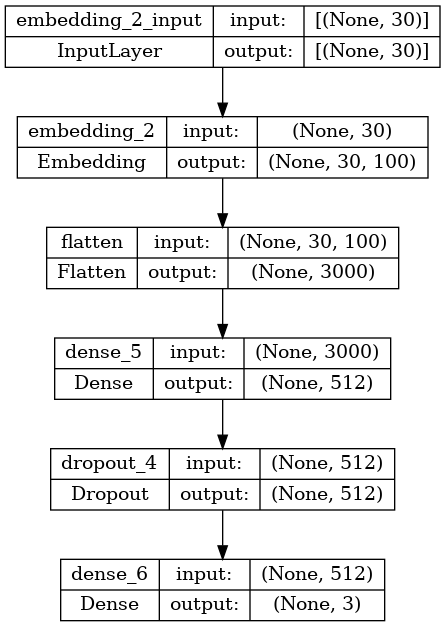 embedding_2_input input: [(None, 30)]
InputLayer output: [(None, 30)]
embedding_2 input: (None, 30)
Embedding output: (None, 30, 100)
flatten input: (None, 30, 100)
Flatten output: (None, 3000)
dense_5 input: (None, 3000)
Dense output: (None, 512)
dropout_4 input: (None, 512)
Dropout output: (None, 512)
dense_6 input: (None, 512)
Dense output: (None, 3)